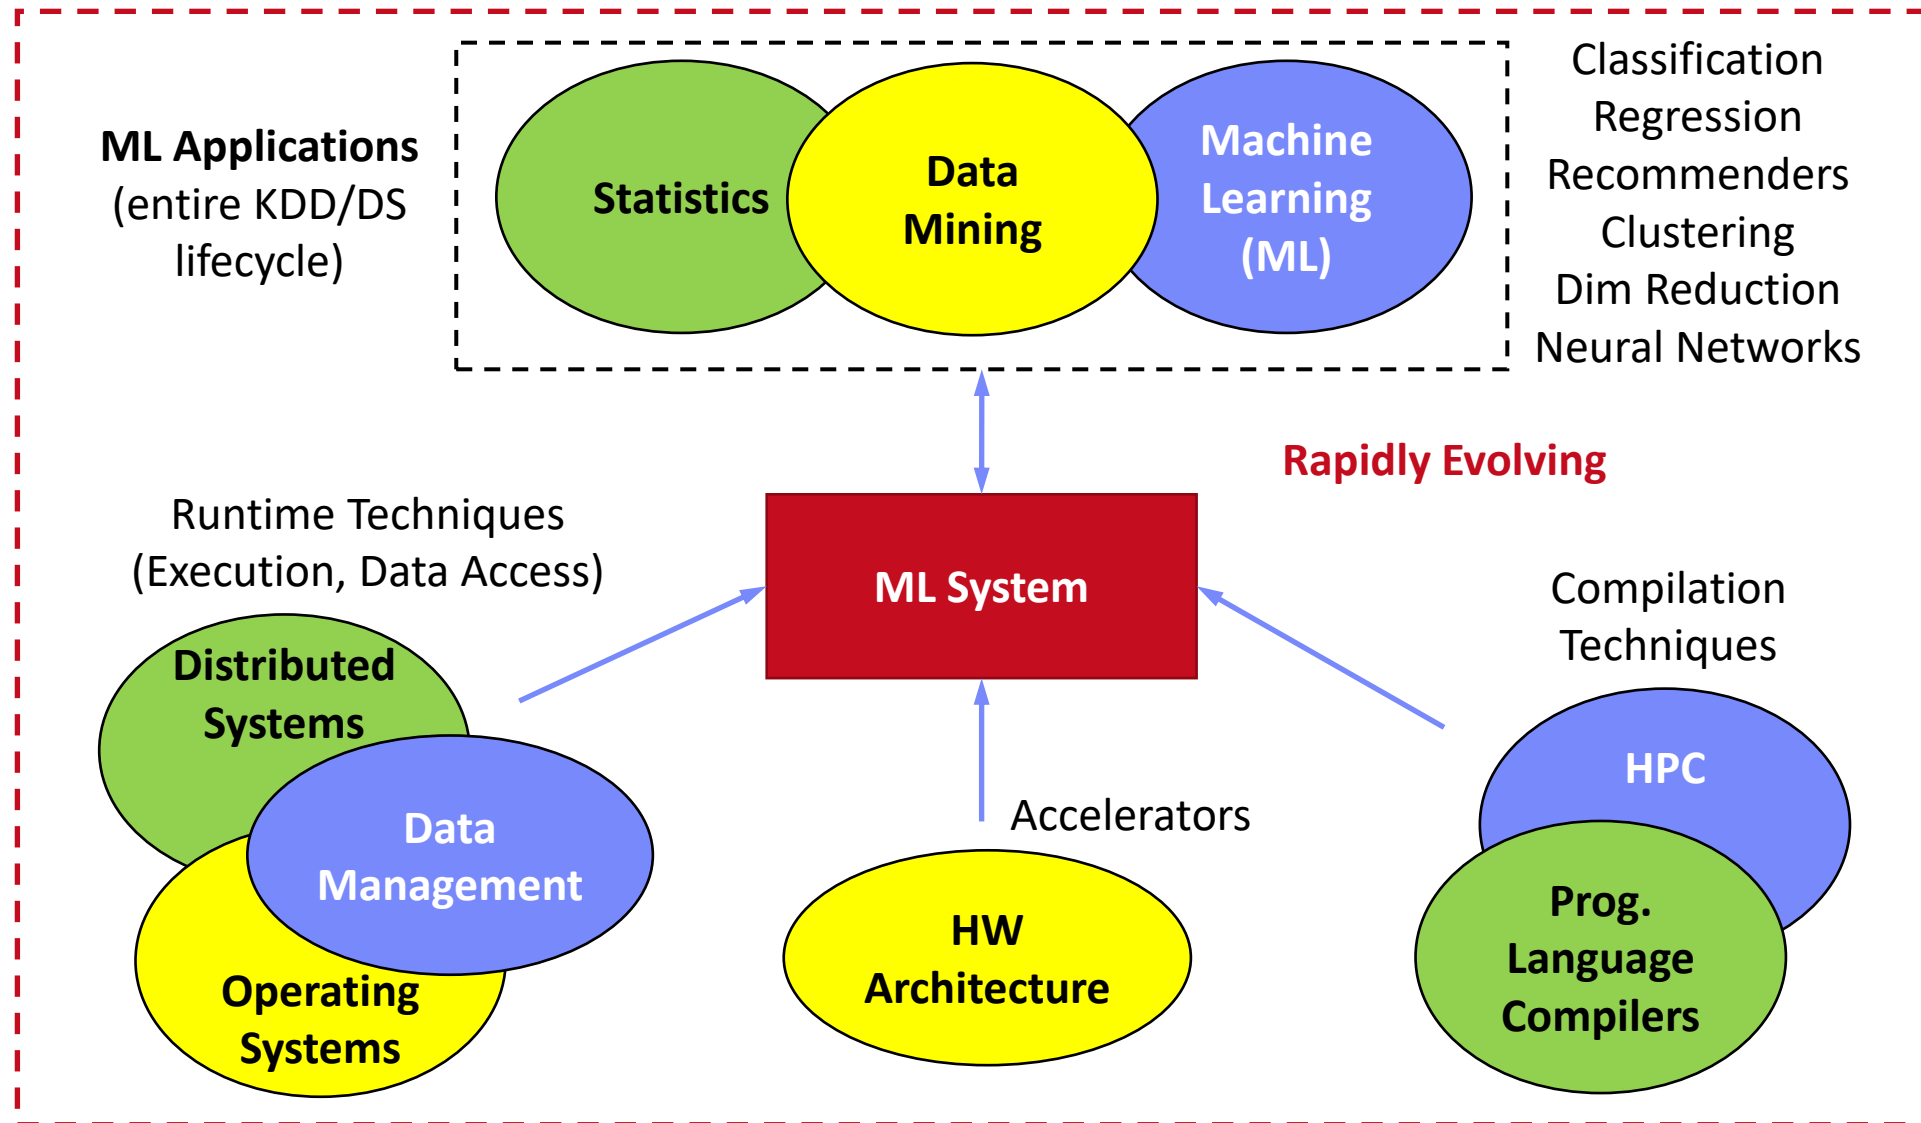 ML Applications
(entire KDD/DS
lifecycle)
Statistics
Data
Mining
Machine
Learning
(ML)
Classification
Regression
Recommenders
Clustering
Dim Reduction
Neural Networks
Rapidly Evolving
Runtime Techniques
(Execution, Data Access)
ML System
Compilation
Techniques
Distributed
Systems
Data
Management
Operating
Systems
Accelerators
HW
Architecture
HPC
Prog.
Language
Compilers